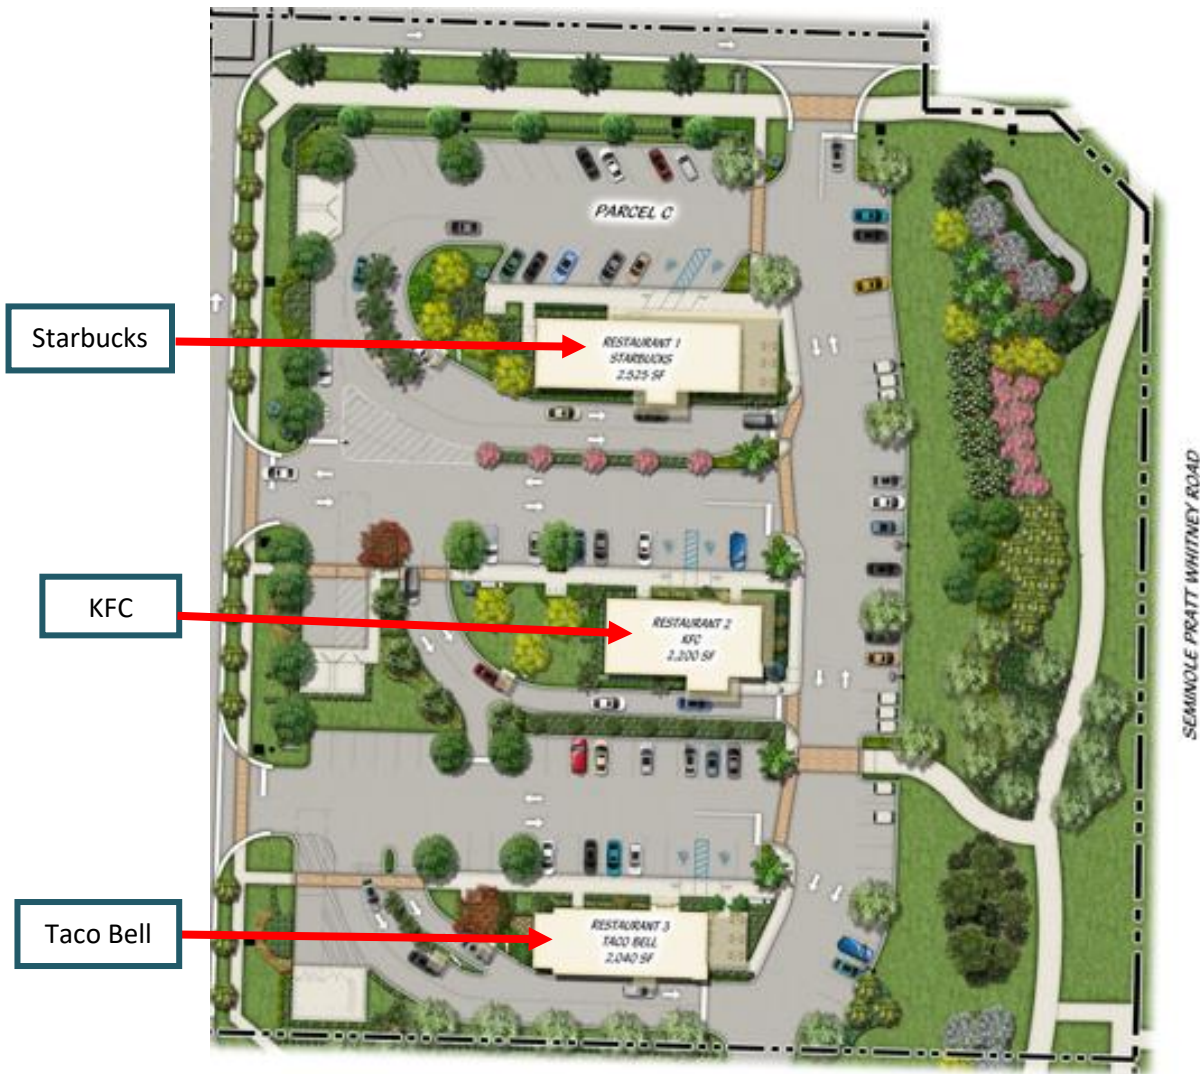 PARCEL C
Starbucks
RESTAURANT 1
STARBUCKS
2,525 SF
KFC
RESTAURANT 2
KFC
2,200 SF
Taco Bell
RESTAURANT 3
TACO BELL
2,040 SF
SEMINOLE PRATT WHITNEY ROAD